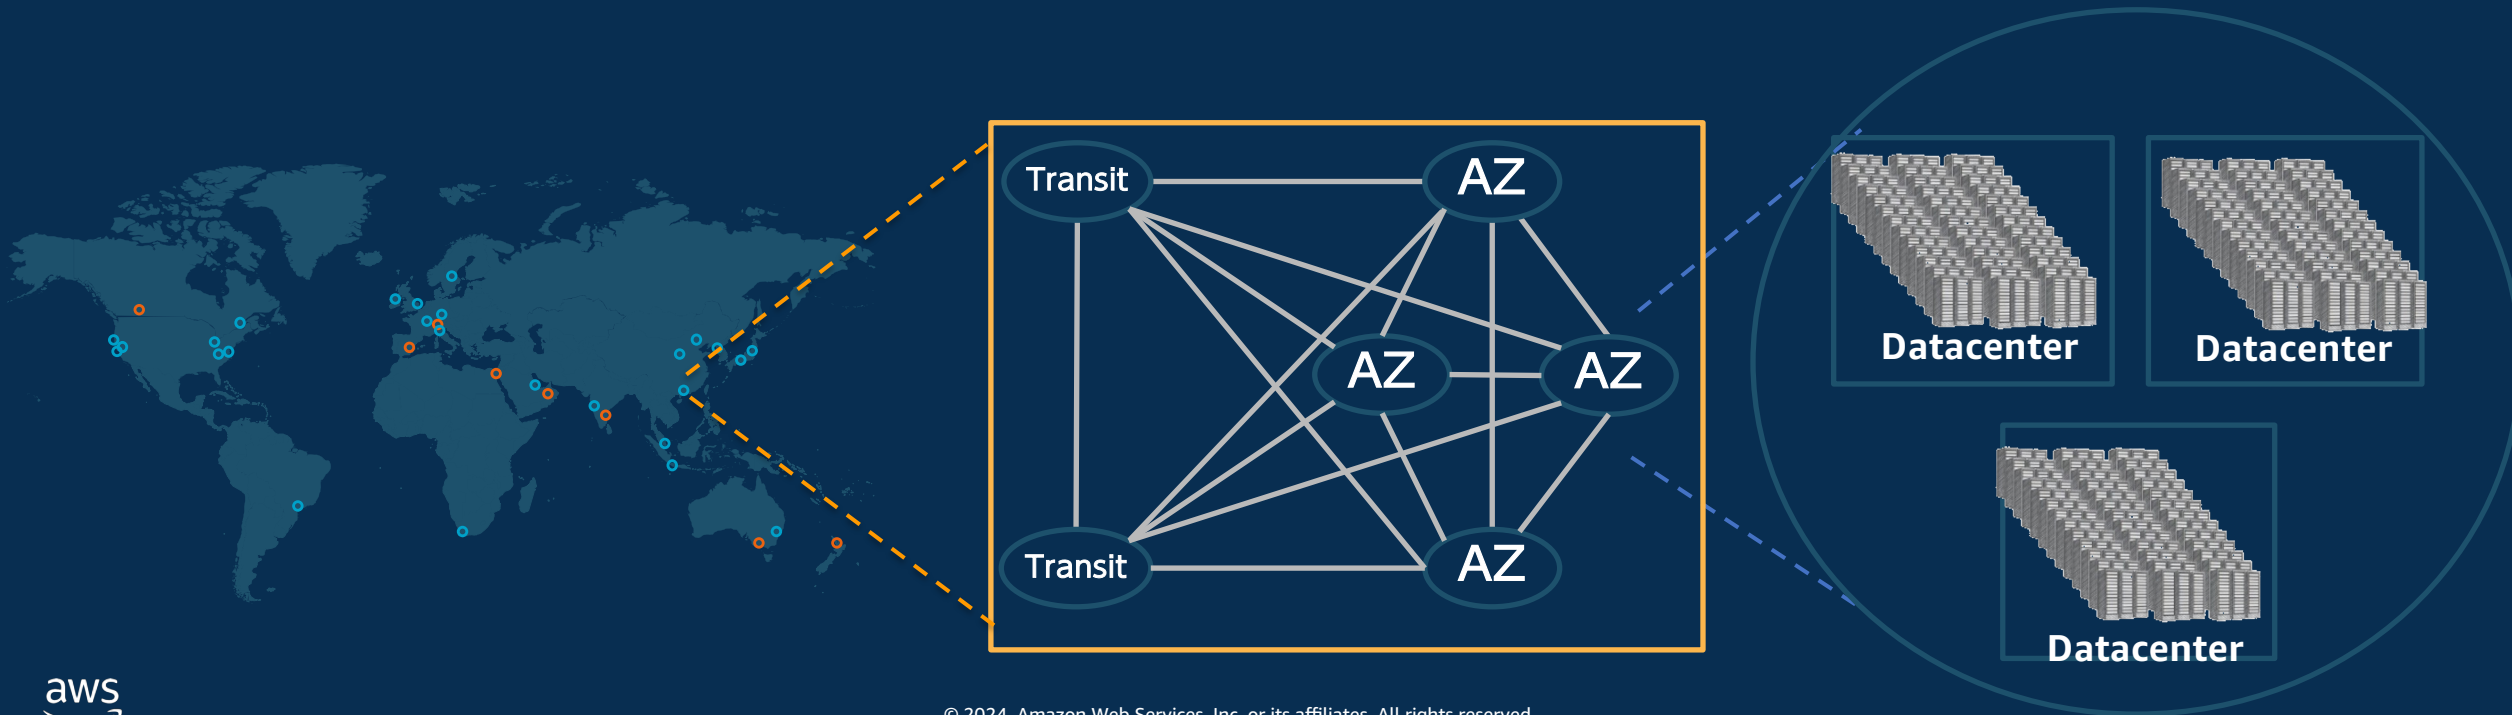 Transit
AZ
AZ
AZ
Transit
AZ
Datacenter
Datacenter
Datacenter
aws
© 2024, Amazon Web Services, Inc. or its affiliates. All rights reserved.